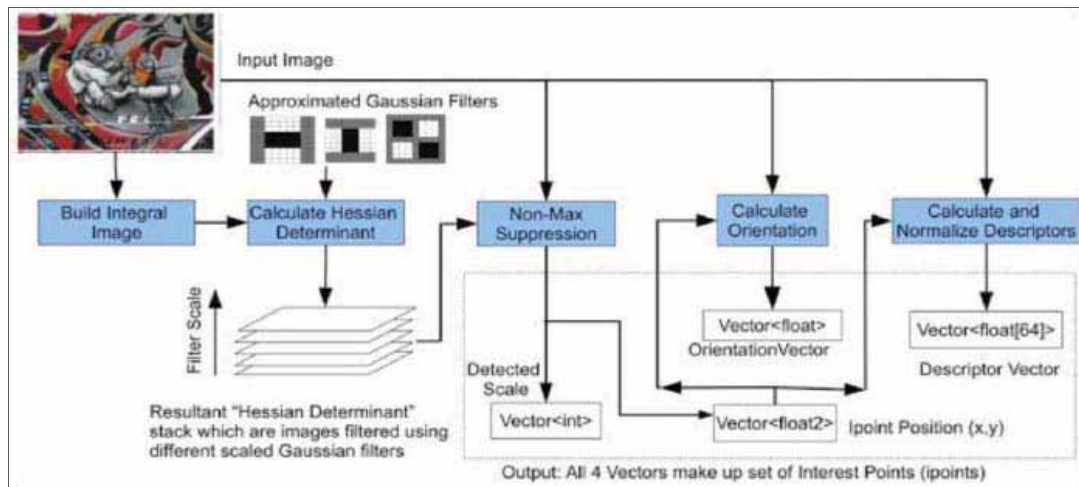 Input Image
Approximated Gaussian Filters
Build Integral
Image
Calculate Hessian
Determinant
Non-Max
Suppression
Calculate
Orientation
Calculate and
Normalize Descriptors
Filter Scale
Vector<float>
OrientationVector
Vector<float[64]>
Descriptor Vector
Detected
Scale
Vector<int>
Vector<float2>
Ipoint Position (x,y)
Resultant “Hessian Determinant”
stack which are images filtered using
different scaled Gaussian filters
Output: All 4 Vectors make up set of Interest Points (ipoints)